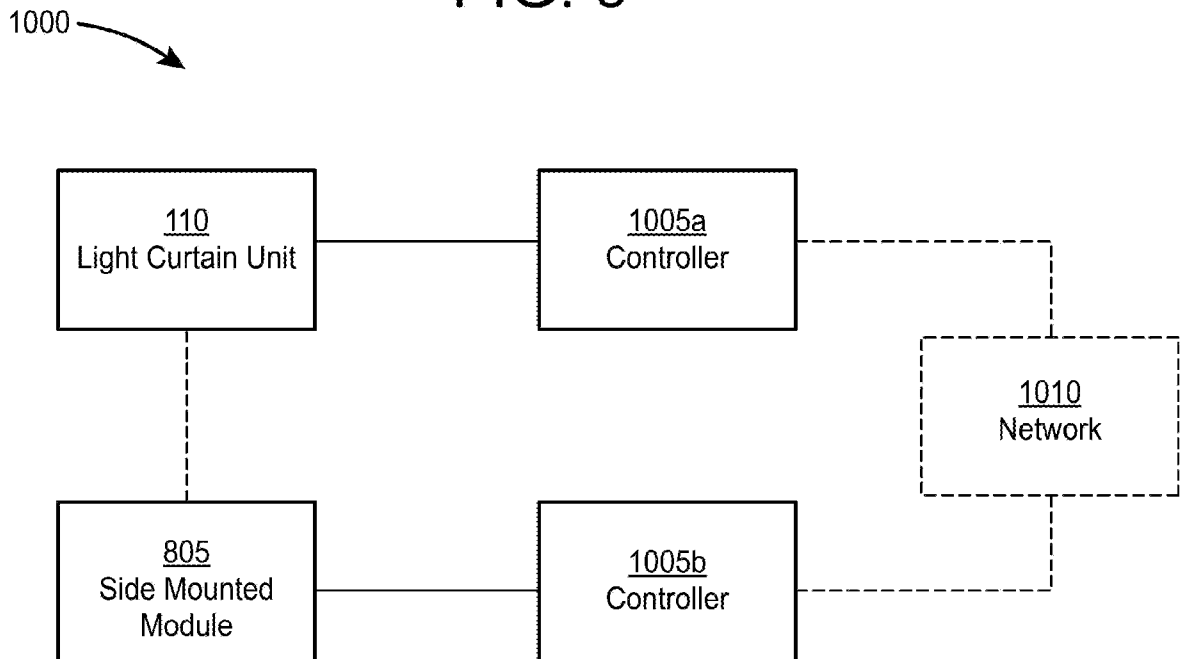 1000
110
Light Curtain Unit
1005a
Controller
1010
Network
805
Side Mounted
Module
1005b
Controller